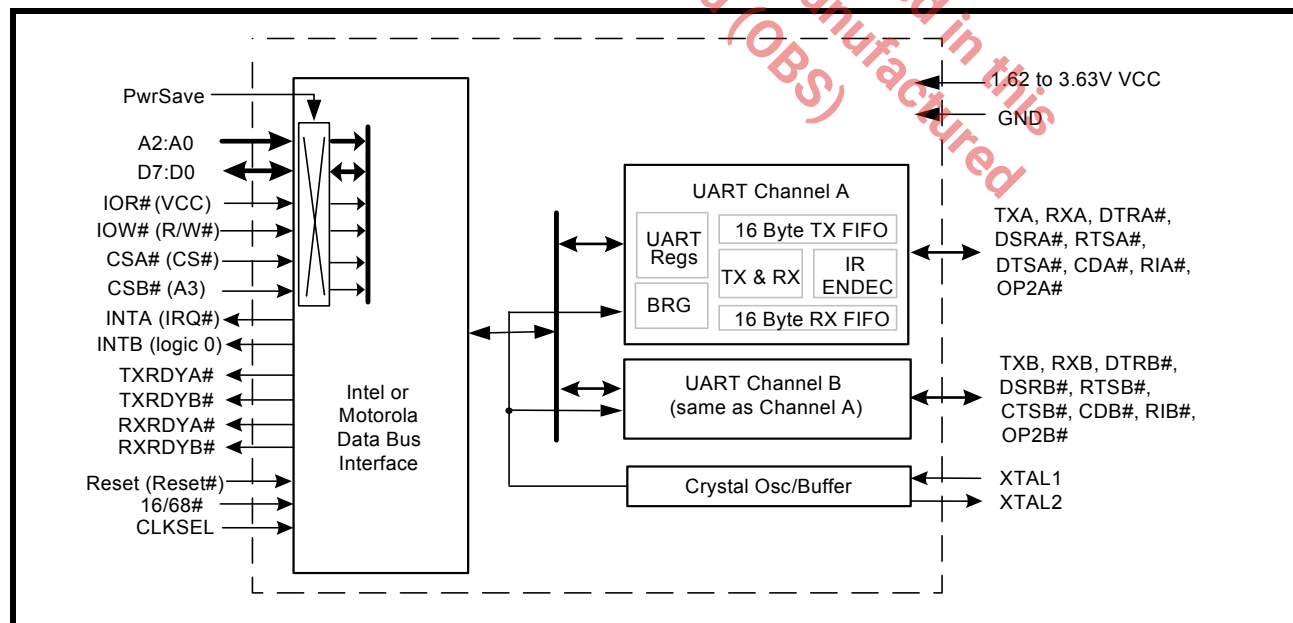 ed in this
nufactured
(OBS)
PwrSave
A2:A0
D7:D0
IOR# (VCC)
IOW# (R/W#)
CSA# (CS#)
CSB# (A3)
INTA (IRQ#)
INTB (logic 0)
TXRDYA#
TXRDYB#
RXRDYA#
RXRDYB#
Reset (Reset#)
16/68#
CLKSEL
Intel or
Motorola
Data Bus
Interface
UART Channel A
UART
Regs
BRG
16 Byte TX FIFO
TX & RX
IR
ENDEC
16 Byte RX FIFO
UART Channel B
(same as Channel A)
Crystal Osc/Buffer
1.62 to 3.63V VCC
GND
TXA, RXA, DTRA#,
DSRA#, RTSA#,
DTSA#, CDA#, RIA#,
OP2A#
TXB, RXB, DTRB#,
DSRB#, RTSB#,
CTSB#, CDB#, RIB#,
OP2B#
XTAL1
XTAL2